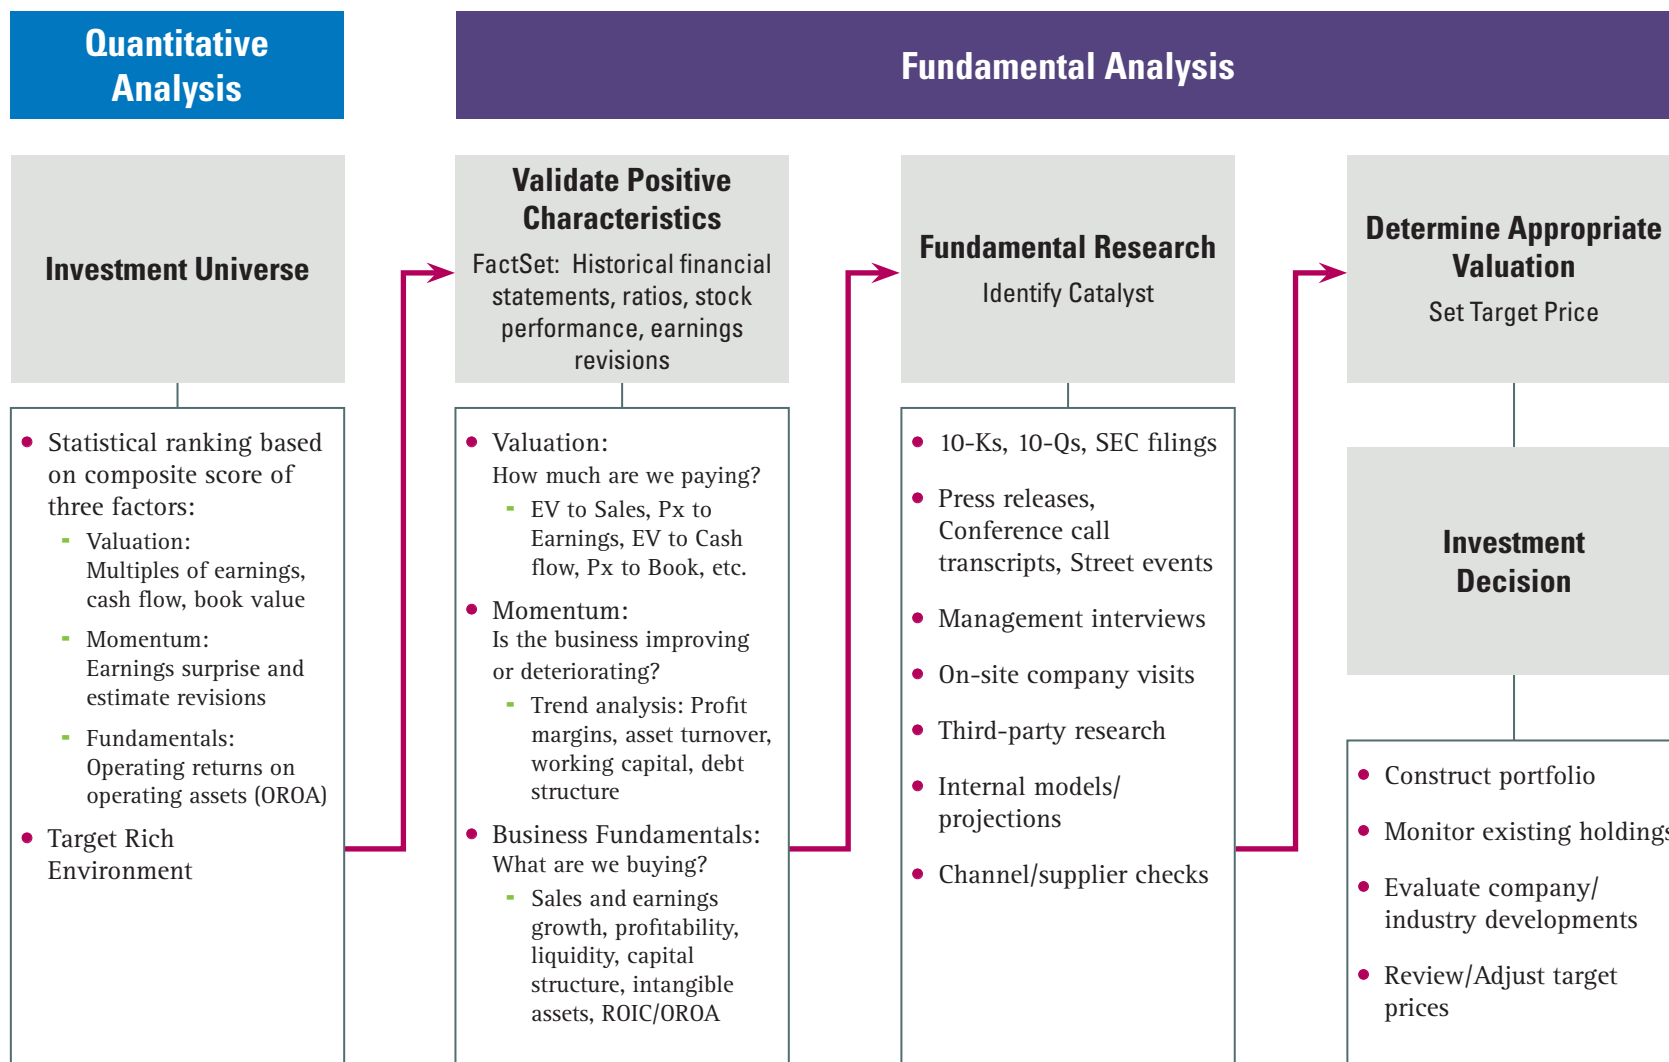 Quantitative
Analysis
Fundamental Analysis
Investment Universe
• Statistical ranking based
on composite score of
three factors:
- Valuation:
Multiples of earnings,
cash flow, book value
- Momentum:
Earnings surprise and
estimate revisions
- Fundamentals:
Operating returns on
operating assets (OROA)
• Target Rich
Environment
Validate Positive
Characteristics
FactSet: Historical financial
statements, ratios, stock
performance, earnings
revisions
• Valuation:
How much are we paying?
- EV to Sales, Px to
Earnings, EV to Cash
flow, Px to Book, etc.
• Momentum:
Is the business improving
or deteriorating?
- Trend analysis: Profit
margins, asset turnover,
working capital, debt
structure
• Business Fundamentals:
What are we buying?
- Sales and earnings
growth, profitability,
liquidity, capital
structure, intangible
assets, ROIC/OROA
Fundamental Research
Identify Catalyst
• 10-Ks, 10-Qs, SEC filings
• Press releases,
Conference call
transcripts, Street events
• Management interviews
• On-site company visits
• Third-party research
• Internal models/
projections
• Channel/supplier checks
Determine Appropriate
Valuation
Set Target Price
Investment
Decision
• Construct portfolio
• Monitor existing holdings
• Evaluate company/
industry developments
• Review/Adjust target
prices